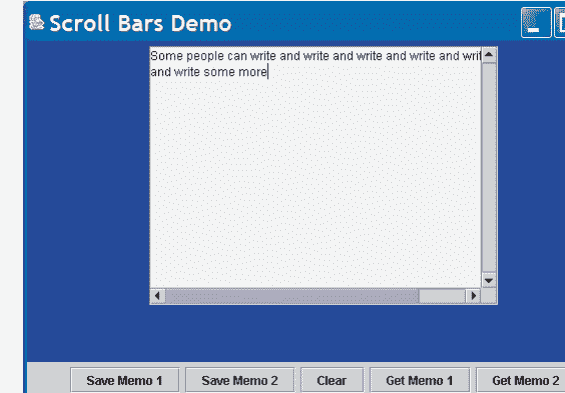 Scroll Bars Demo
Some people can write and write and write and write and writ
and write some more
Save Memo 1 Save Memo 2 Clear Get Memo 1 Get Memo 2